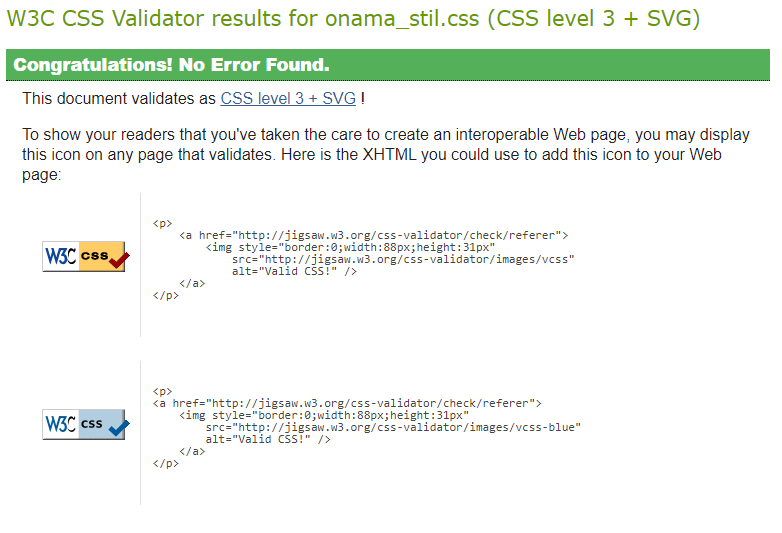 W3C CSS Validator results for onama_stil.css (CSS level 3 + SVG)
Congratulations! No Error Found.
This document validates as CSS level 3 + SVG !
To show your readers that you've taken the care to create an interoperable Web page, you may display
this icon on any page that validates. Here is the XHTML you could use to add this icon to your Web
page:
<p>
<a href="http://jigsaw.w3.org/css-validator/check/referer">
<img style="border:0;width:88px;height:31px"
src="http://jigsaw.w3.org/css-validator/images/vcss"
alt="Valid CSS!" />
</a>
</p>
W3C css
<p>
<a href="http://jigsaw.w3.org/css-validator/check/referer">
<img style="border:0;width:88px;height:31px"
src="http://jigsaw.w3.org/css-validator/images/vcss-blue"
alt="Valid CSS!" />
</a>
</p>
W3C css